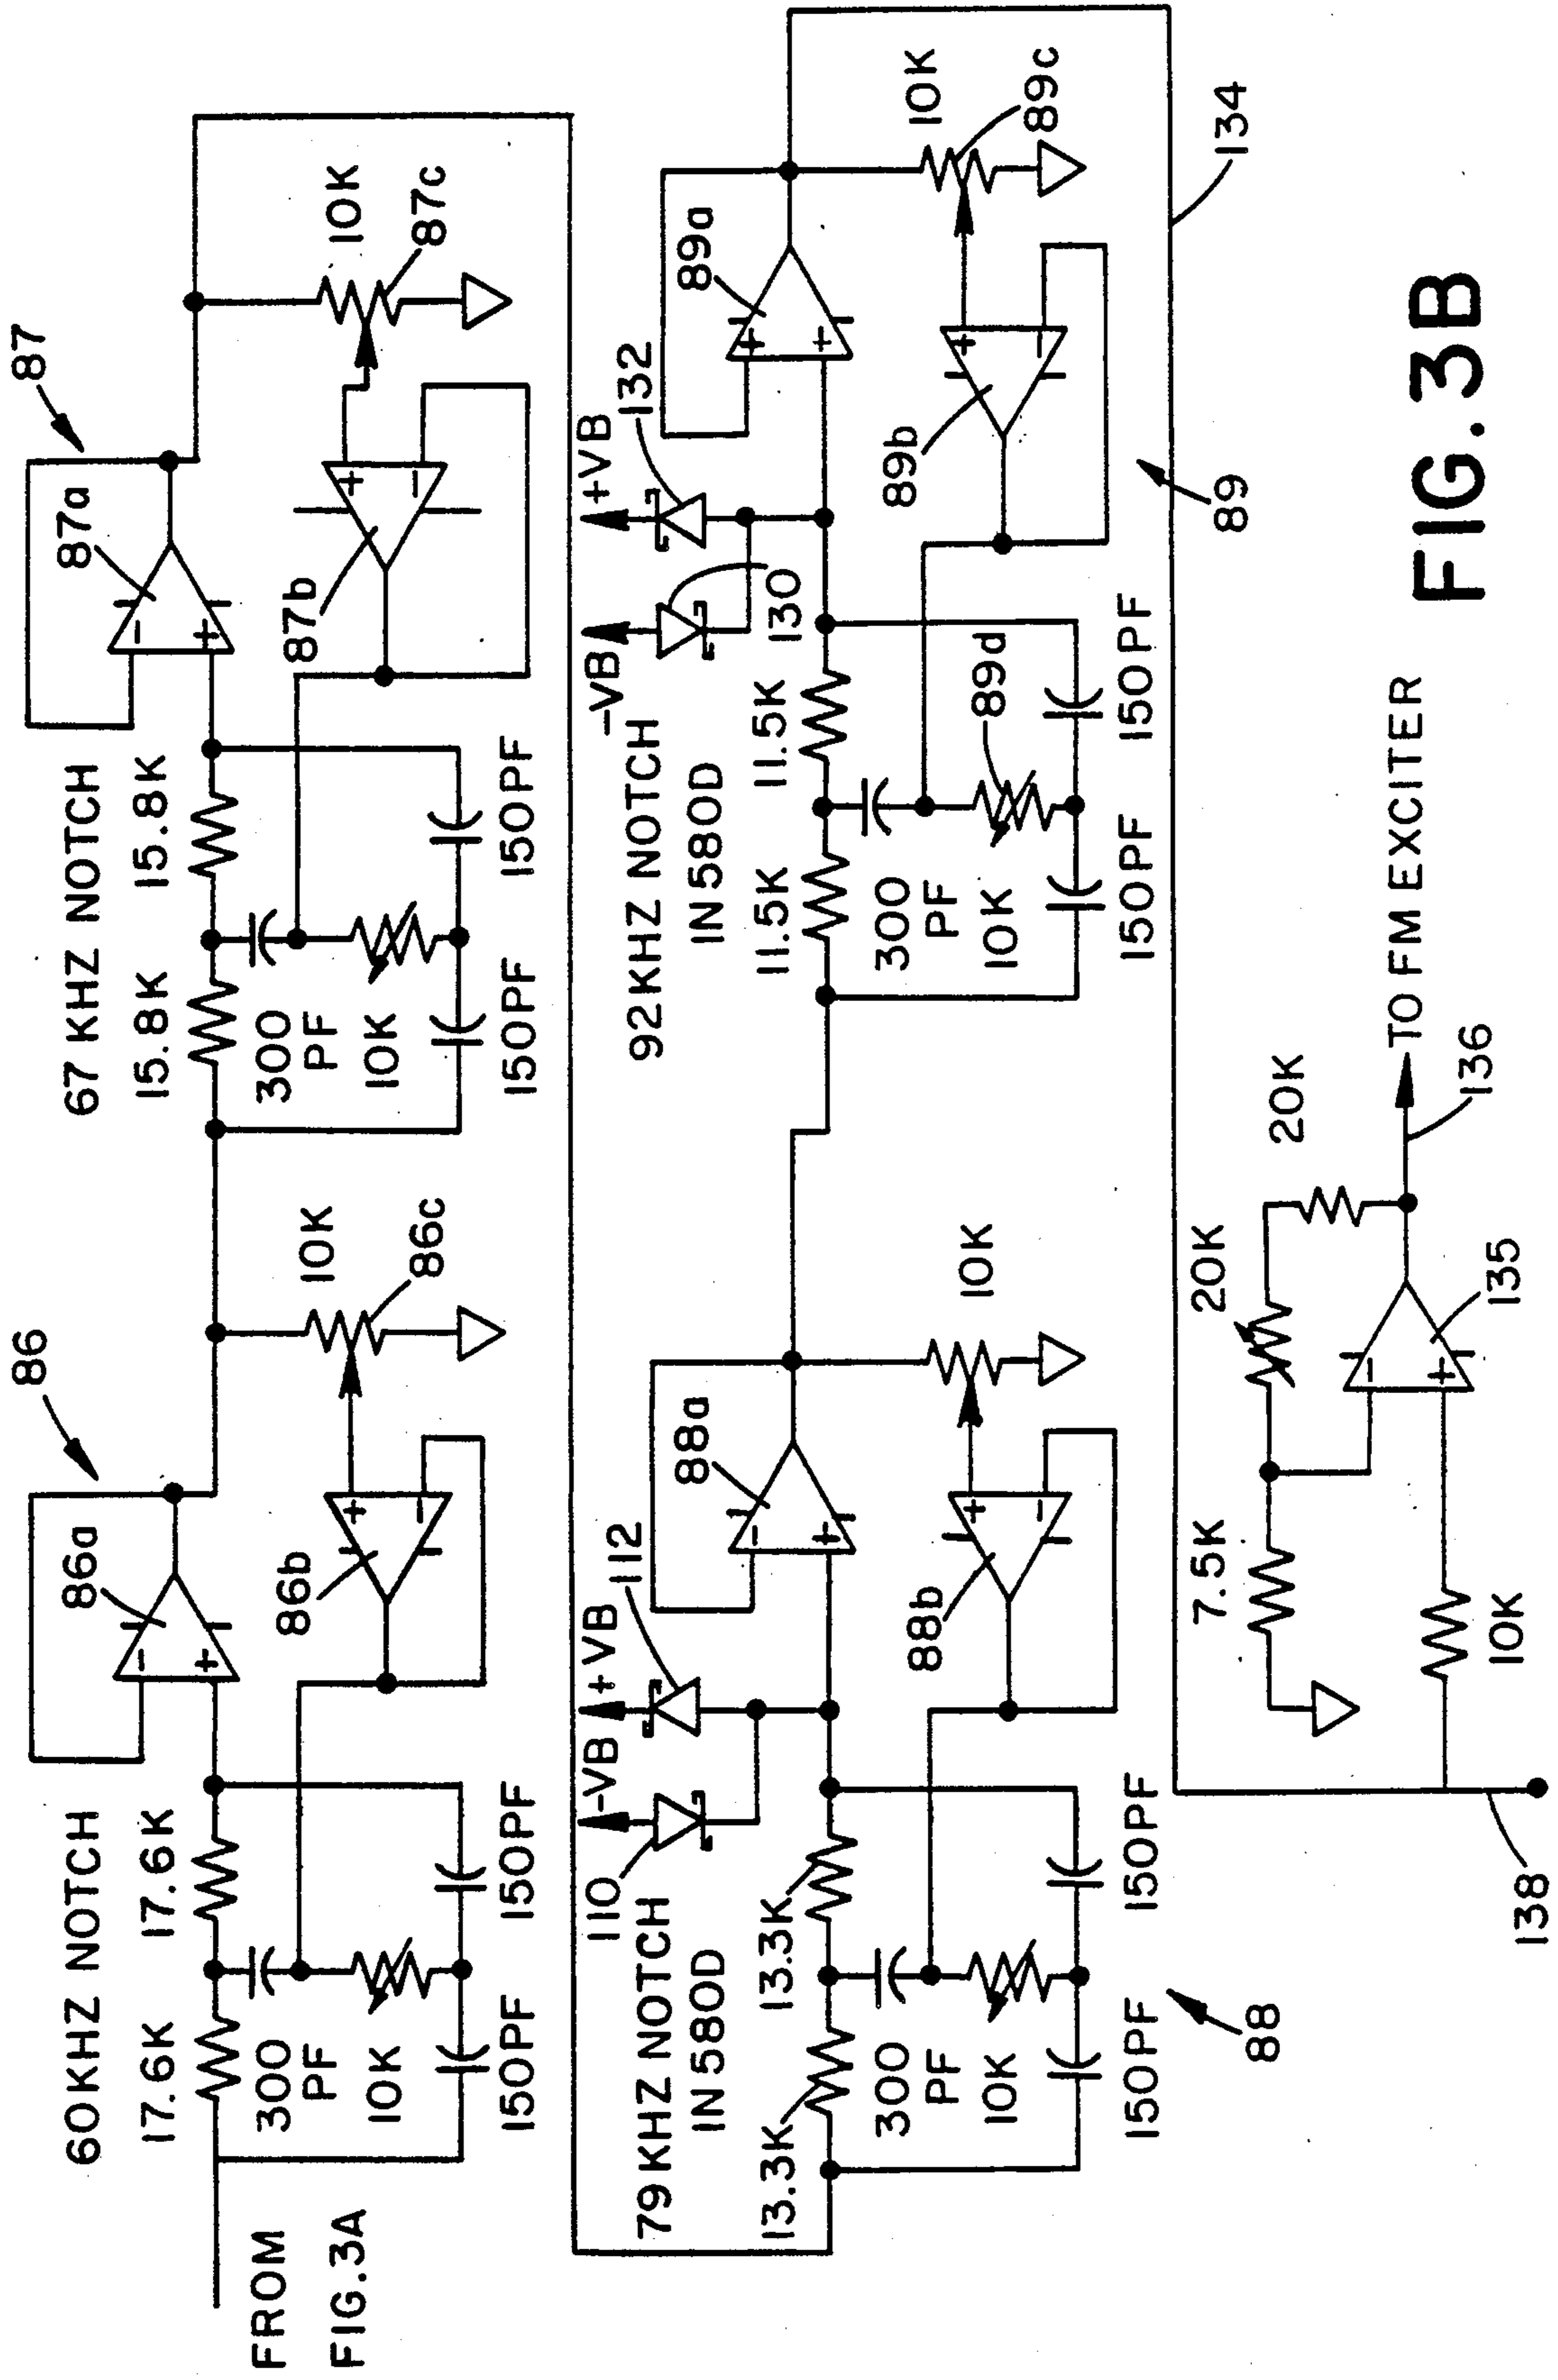 86
87
60KHZ NOTCH
67 KHZ NOTCH
17.6K
17.6K
86a
10K
15.8K
15.8K
87a
10K
FROM
FIG.3A
300
PF
10K
150PF
150PF
86b
86c
300
PF
10K
150PF
150PF
87b
87c
-
+
+
-
-
+
+
-
79KHZ NOTCH
IN580D
110
-VB
+VB
112
92KHZ NOTCH
IN580D
-VB
+VB
130
132
13.3K
13.3K
88a
10K
11.5K
11.5K
89a
10K
300
PF
10K
150PF
150PF
88b
300
PF
10K
89d
150PF
150PF
89b
89c
-
+
+
-
+
+
+
-
88
89
134
7.5K
20K
20K
10K
-
+
135
136
TO FM EXCITER
138
FIG.3B